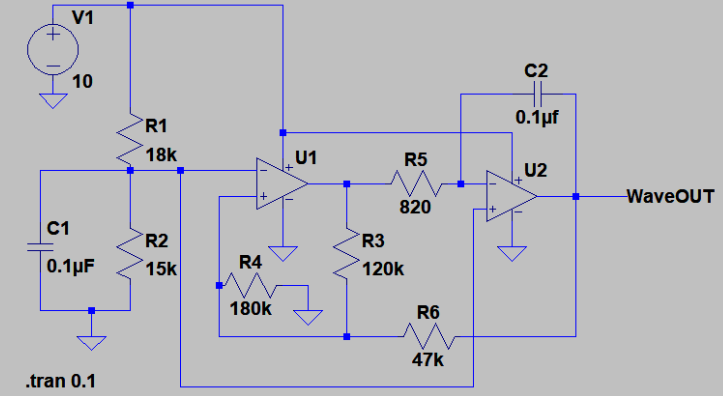 V1
10
R1
18k
C1
0.1µF
R2
15k
U1
R4
180k
R3
120k
R5
820
C2
0.1µf
U2
WaveOUT
R6
47k
.tran 0.1